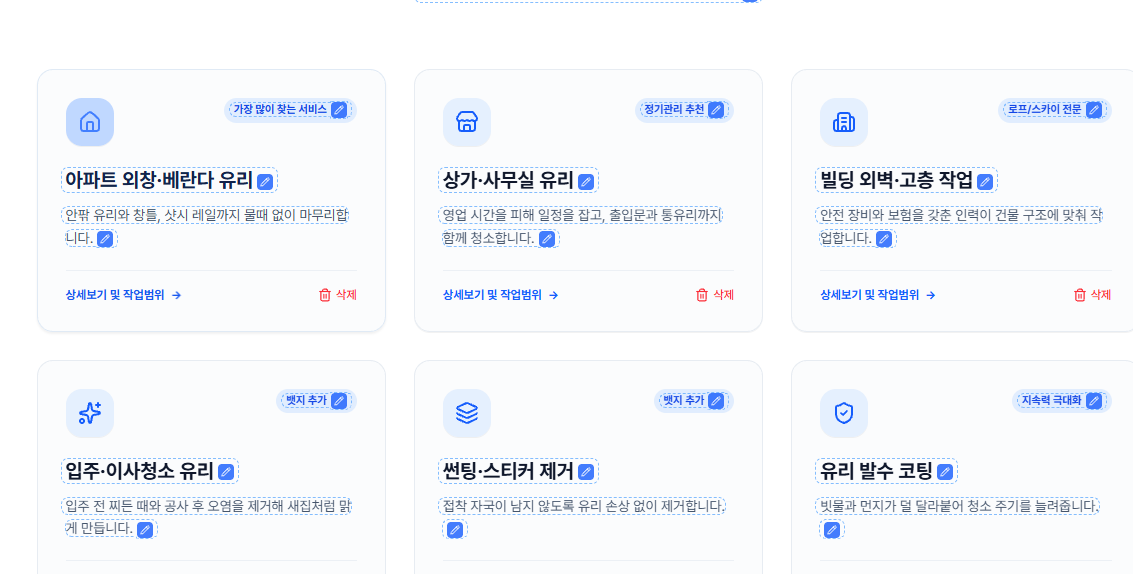 가장 많이 찾는 서비스
아파트 외창·베란다 유리
안팎 유리와 창틀, 샷시 레일까지 물때 없이 마무리합
니다.
상세보기 및 작업범위 →
삭제
정기관리 추천
상가·사무실 유리
영업 시간을 피해 일정을 잡고, 출입문과 통유리까지
함께 청소합니다.
상세보기 및 작업범위 →
삭제
로프/스카이 전문
빌딩 외벽·고층 작업
안전 장비와 보험을 갖춘 인력이 건물 구조에 맞춰 작
업합니다.
상세보기 및 작업범위 →
삭제
뱃지 추가
입주·이사청소 유리
입주 전 찌든 때와 공사 후 오염을 제거해 새집처럼 맑
게 만듭니다.
뱃지 추가
썬팅·스티커 제거
접착 자국이 남지 않도록 유리 손상 없이 제거합니다.
지속력 극대화
유리 발수 코팅
빗물과 먼지가 덜 달라붙어 청소 주기를 늘려줍니다.